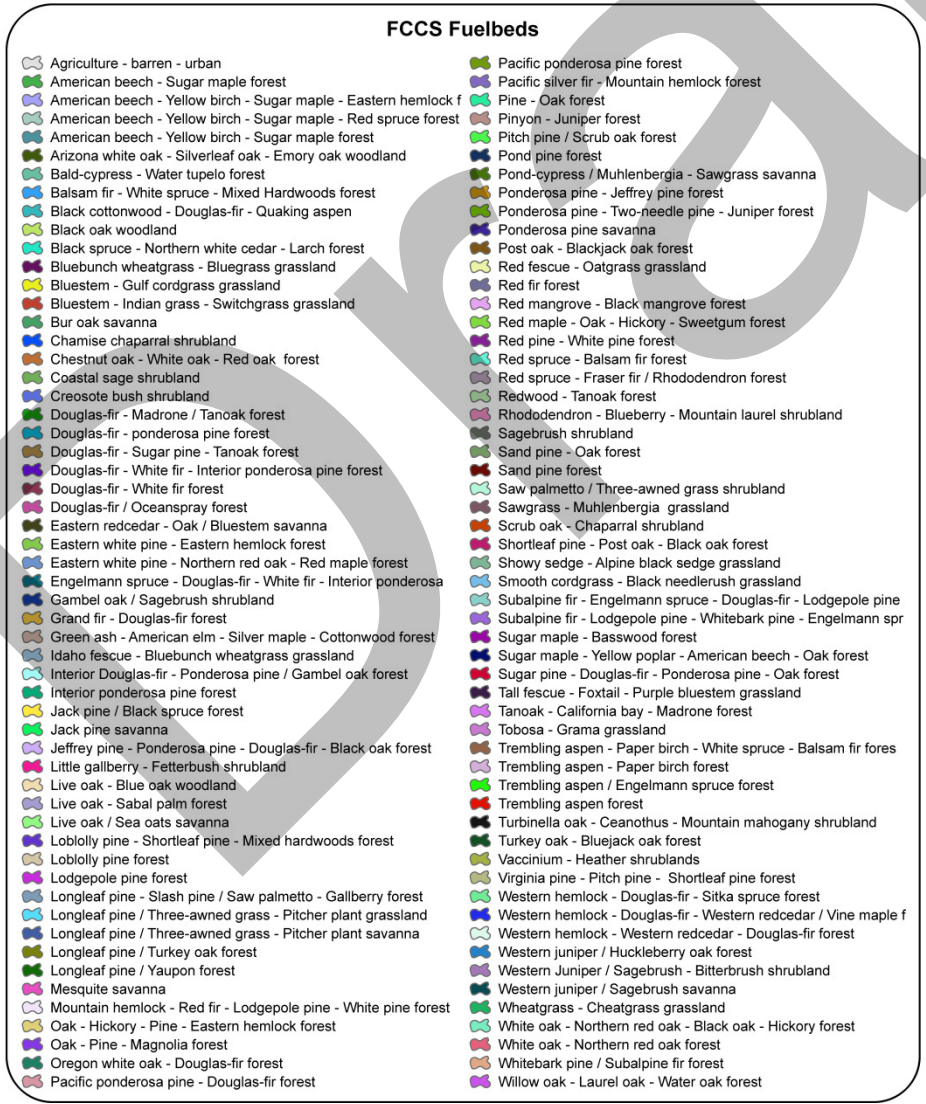 FCCS Fuelbeds
Agriculture - barren - urban
American beech - Sugar maple forest
American beech - Yellow birch - Sugar maple - Eastern hemlock f
American beech - Yellow birch - Sugar maple - Red spruce forest
American beech - Yellow birch - Sugar maple forest
Arizona white oak - Silverleaf oak - Emory oak woodland
Bald-cypress - Water tupelo forest
Balsam fir - White spruce - Mixed Hardwoods forest
Black cottonwood - Douglas-fir - Quaking aspen
Black oak woodland
Black spruce - Northern white cedar - Larch forest
Bluebunch wheatgrass - Bluegrass grassland
Bluestem - Gulf cordgrass grassland
Bluestem - Indian grass - Switchgrass grassland
Bur oak savanna
Chamise chaparral shrubland
Chestnut oak - White oak - Red oak forest
Coastal sage shrubland
Creosote bush shrubland
Douglas-fir - Madrone / Tanoak forest
Douglas-fir - ponderosa pine forest
Douglas-fir - Sugar pine - Tanoak forest
Douglas-fir - White fir - Interior ponderosa pine forest
Douglas-fir - White fir forest
Douglas-fir / Oceanspray forest
Eastern redcedar - Oak / Bluestem savanna
Eastern white pine - Eastern hemlock forest
Eastern white pine - Northern red oak - Red maple forest
Engelmann spruce - Douglas-fir - White fir - Interior ponderosa
Gambel oak / Sagebrush shrubland
Grand fir - Douglas-fir forest
Green ash - American elm - Silver maple - Cottonwood forest
Idaho fescue - Bluebunch wheatgrass grassland
Interior Douglas-fir - Ponderosa pine / Gambel oak forest
Interior ponderosa pine forest
Jack pine / Black spruce forest
Jack pine savanna
Jeffrey pine - Ponderosa pine - Douglas-fir - Black oak forest
Little gallberry - Fetterbush shrubland
Live oak - Blue oak woodland
Live oak - Sabal palm forest
Live oak / Sea oats savanna
Loblolly pine - Shortleaf pine - Mixed hardwoods forest
Loblolly pine forest
Lodgepole pine forest
Longleaf pine - Slash pine / Saw palmetto - Gallberry forest
Longleaf pine / Three-awned grass - Pitcher plant grassland
Longleaf pine / Three-awned grass - Pitcher plant savanna
Longleaf pine / Turkey oak forest
Longleaf pine / Yaupon forest
Mesquite savanna
Mountain hemlock - Red fir - Lodgepole pine - White pine forest
Oak - Hickory - Pine - Eastern hemlock forest
Oak - Pine - Magnolia forest
Oregon white oak - Douglas-fir forest
Pacific ponderosa pine - Douglas-fir forest
Pacific ponderosa pine forest
Pacific silver fir - Mountain hemlock forest
Pine - Oak forest
Pinyon - Juniper forest
Pitch pine / Scrub oak forest
Pond pine forest
Pond-cypress / Muhlenbergia - Sawgrass savanna
Ponderosa pine - Jeffrey pine forest
Ponderosa pine - Two-needle pine - Juniper forest
Ponderosa pine savanna
Post oak - Blackjack oak forest
Red fescue - Oatgrass grassland
Red fir forest
Red mangrove - Black mangrove forest
Red maple - Oak - Hickory - Sweetgum forest
Red pine - White pine forest
Red spruce - Balsam fir forest
Red spruce - Fraser fir / Rhododendron forest
Redwood - Tanoak forest
Rhododendron - Blueberry - Mountain laurel shrubland
Sagebrush shrubland
Sand pine - Oak forest
Sand pine forest
Saw palmetto / Three-awned grass shrubland
Sawgrass - Muhlenbergia grassland
Scrub oak - Chaparral shrubland
Shortleaf pine - Post oak - Black oak forest
Showy sedge - Alpine black sedge grassland
Smooth cordgrass - Black needlerush grassland
Subalpine fir - Engelmann spruce - Douglas-fir - Lodgepole pine
Subalpine fir - Lodgepole pine - Whitebark pine - Engelmann spr
Sugar maple - Basswood forest
Sugar maple - Yellow poplar - American beech - Oak forest
Sugar pine - Douglas-fir - Ponderosa pine - Oak forest
Tall fescue - Foxtail - Purple bluestem grassland
Tanoak - California bay - Madrone forest
Tobosa - Grama grassland
Trembling aspen - Paper birch - White spruce - Balsam fir fores
Trembling aspen - Paper birch forest
Trembling aspen / Engelmann spruce forest
Trembling aspen forest
Turbinella oak - Ceanothus - Mountain mahogany shrubland
Turkey oak - Bluejack oak forest
Vaccinium - Heather shrublands
Virginia pine - Pitch pine - Shortleaf pine forest
Western hemlock - Douglas-fir - Sitka spruce forest
Western hemlock - Douglas-fir - Western redcedar / Vine maple f
Western hemlock - Western redcedar - Douglas-fir forest
Western juniper / Huckleberry oak forest
Western Juniper / Sagebrush - Bitterbrush shrubland
Western juniper / Sagebrush savanna
Wheatgrass - Cheatgrass grassland
White oak - Northern red oak - Black oak - Hickory forest
White oak - Northern red oak forest
Whitebark pine / Subalpine fir forest
Willow oak - Laurel oak - Water oak forest